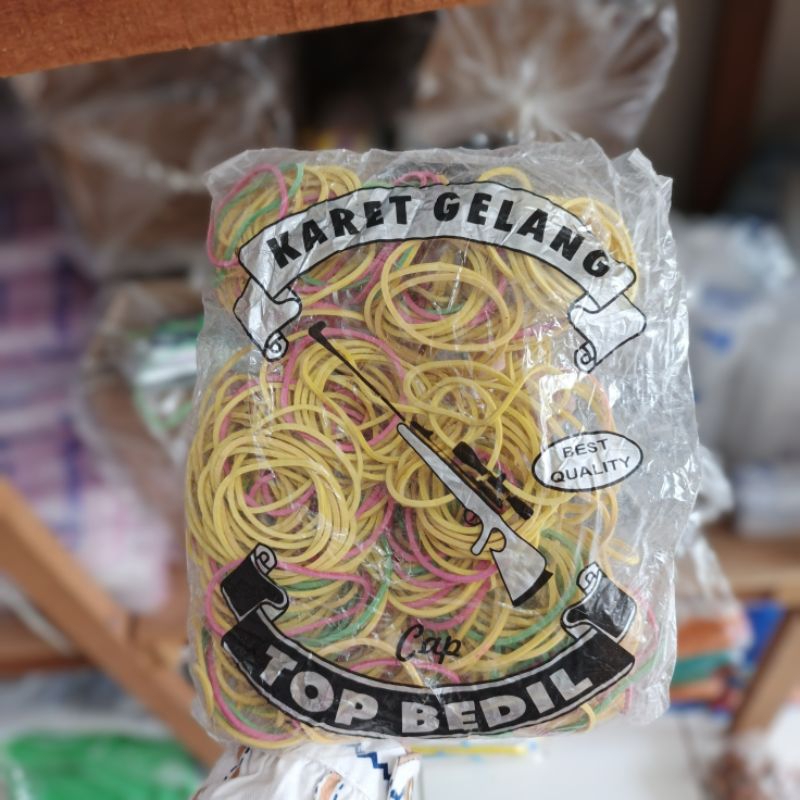 KARET GELANG
BEST
QUALITY
Cap
TOP BEDIL